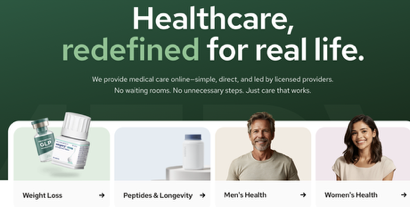 Healthcare,
redefined for real life.
We provide medical care online—simple, direct, and led by licensed providers.
No waiting rooms. No unnecessary steps. Just care that works.
GLP
Weight Loss →
Peptides & Longevity →
Men's Health →
Women's Health →